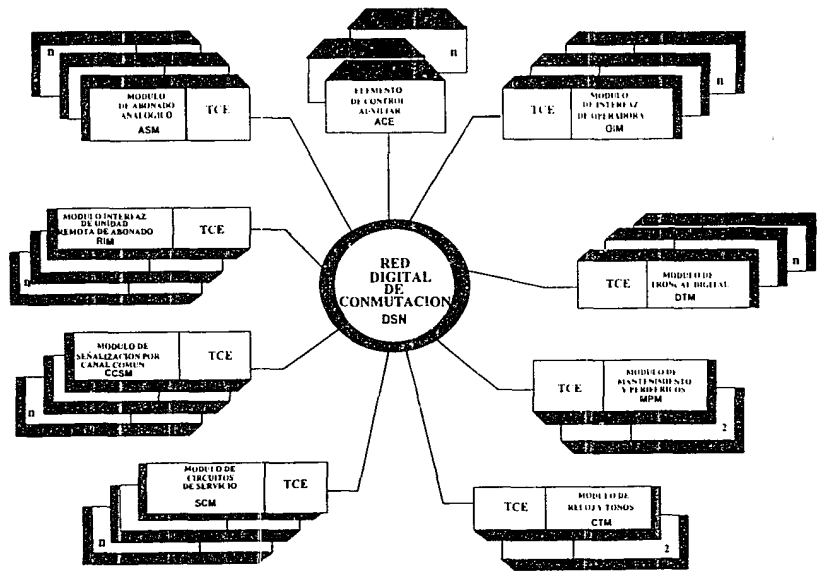 n
MODULO
DE ABONADO
ANALOGICO
ASM
TCE
n
ELEMENTO
DE CONTROL
AUXILIAR
ACE
n
TCE
MODULO
DE INTERFAZ
DE OPERADORA
OIM
MODULO INTERFAZ
DE UNIDAD
REMOTA DE ABONADO
RIM
TCE
n
RED
DIGITAL
DE
CONMUTACION
DSN
n
TCE
MODULO DE
TRONCAL DIGITAL
DTM
MODULO DE
SEÑALIZACION POR
CANAL COMUN
CCSM
TCE
n
TCE
MODULO DE
MANTENIMIENTO
Y PERIFERICOS
MPM
2
MODULO DE
CIRCUITOS
DE SERVICIO
SCM
TCE
n
TCE
MODULO DE
RELOJ Y TONOS
CTM
2